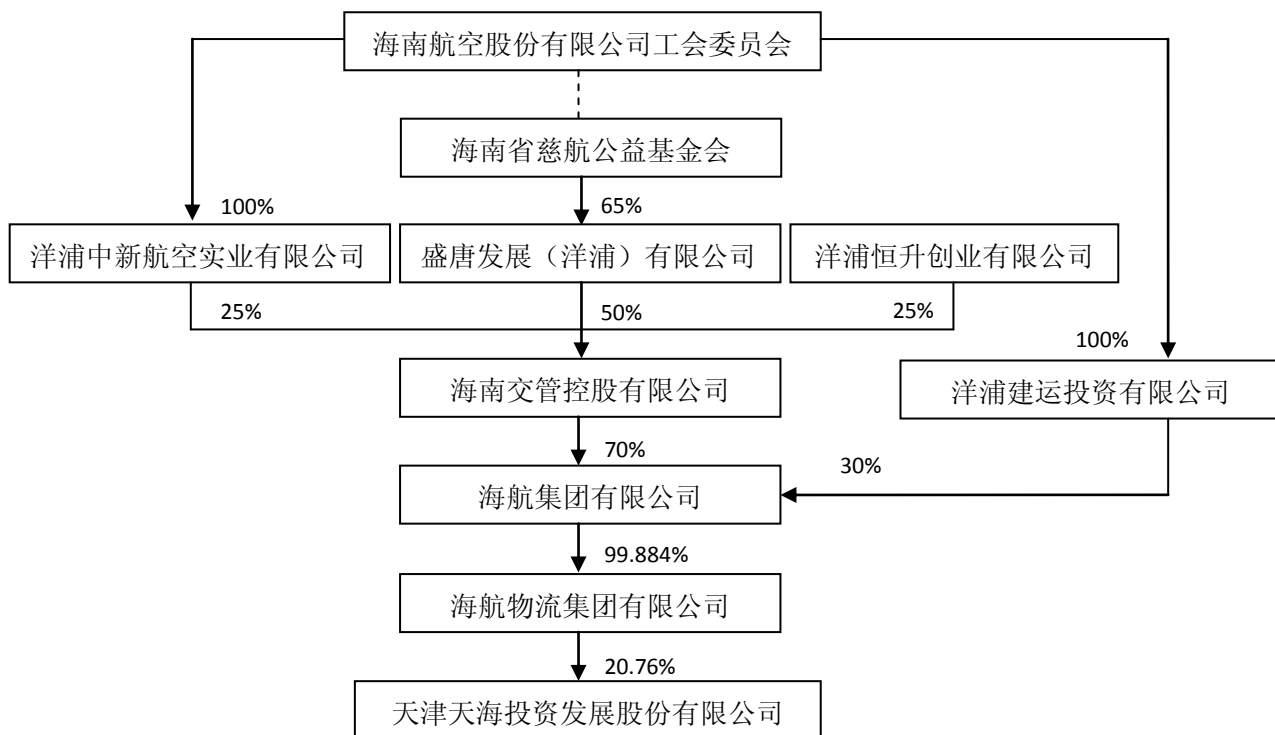 海南航空股份有限公司工会委员会
海南省慈航公益基金会
100%
65%
洋浦中新航空实业有限公司
盛唐发展（洋浦）有限公司
洋浦恒升创业有限公司
25%
50%
25%
100%
海南交管控股有限公司
洋浦建运投资有限公司
70%
30%
海航集团有限公司
99.884%
海航物流集团有限公司
20.76%
天津天海投资发展股份有限公司